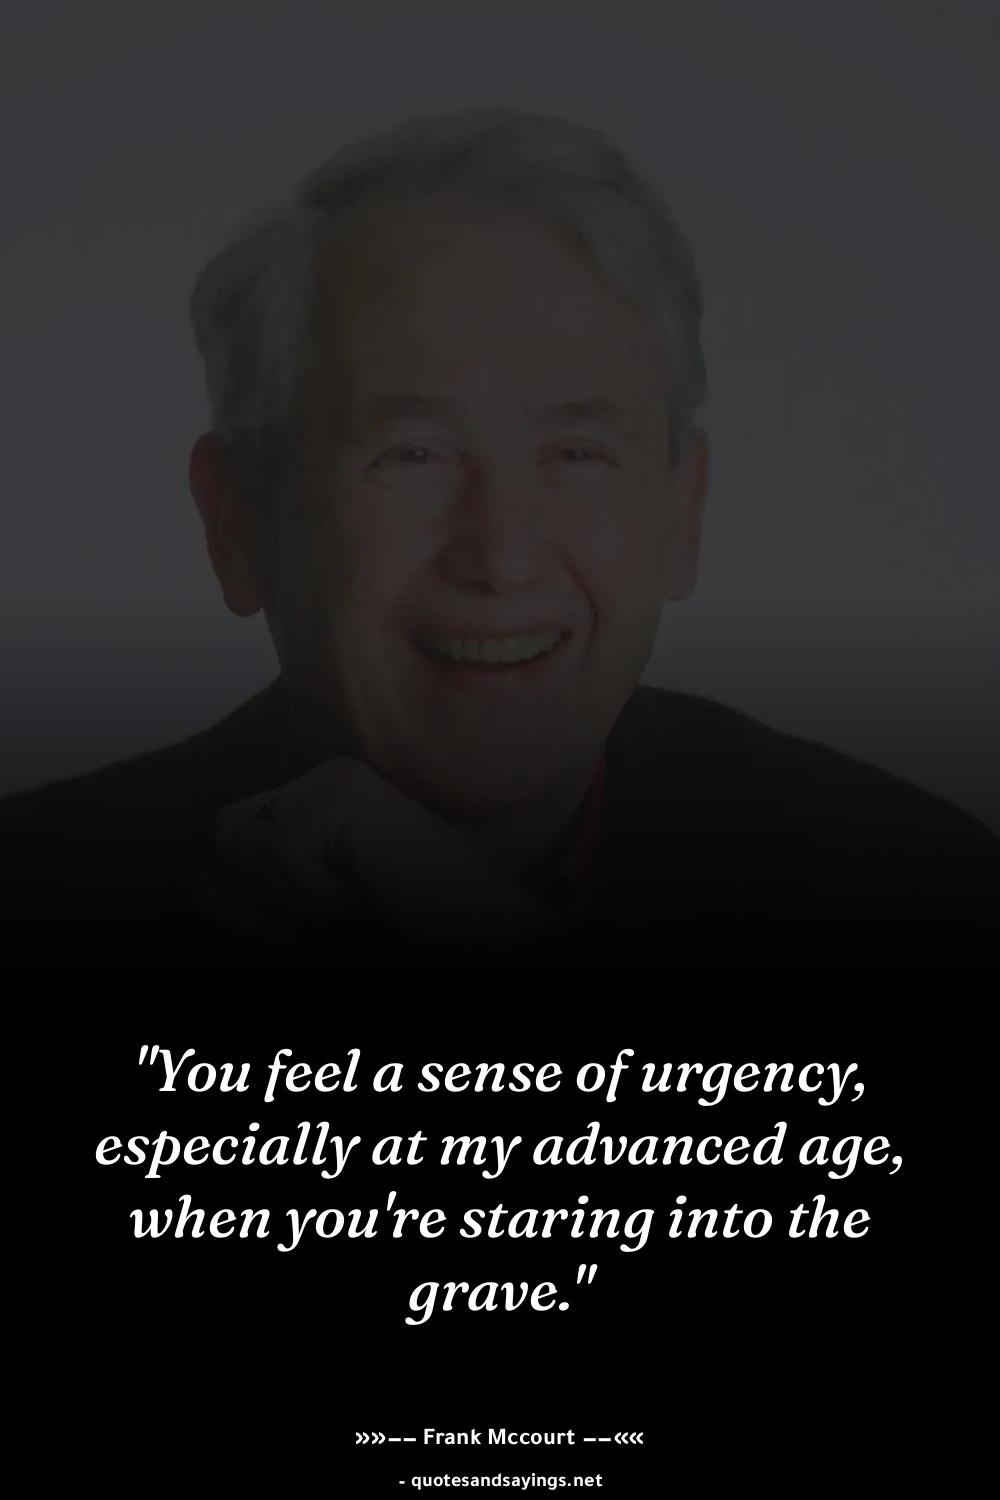 "You feel a sense of urgency,
especially at my advanced age,
when you're staring into the
grave."
»»−− Frank Mccourt −−««
- quotesandsayings.net